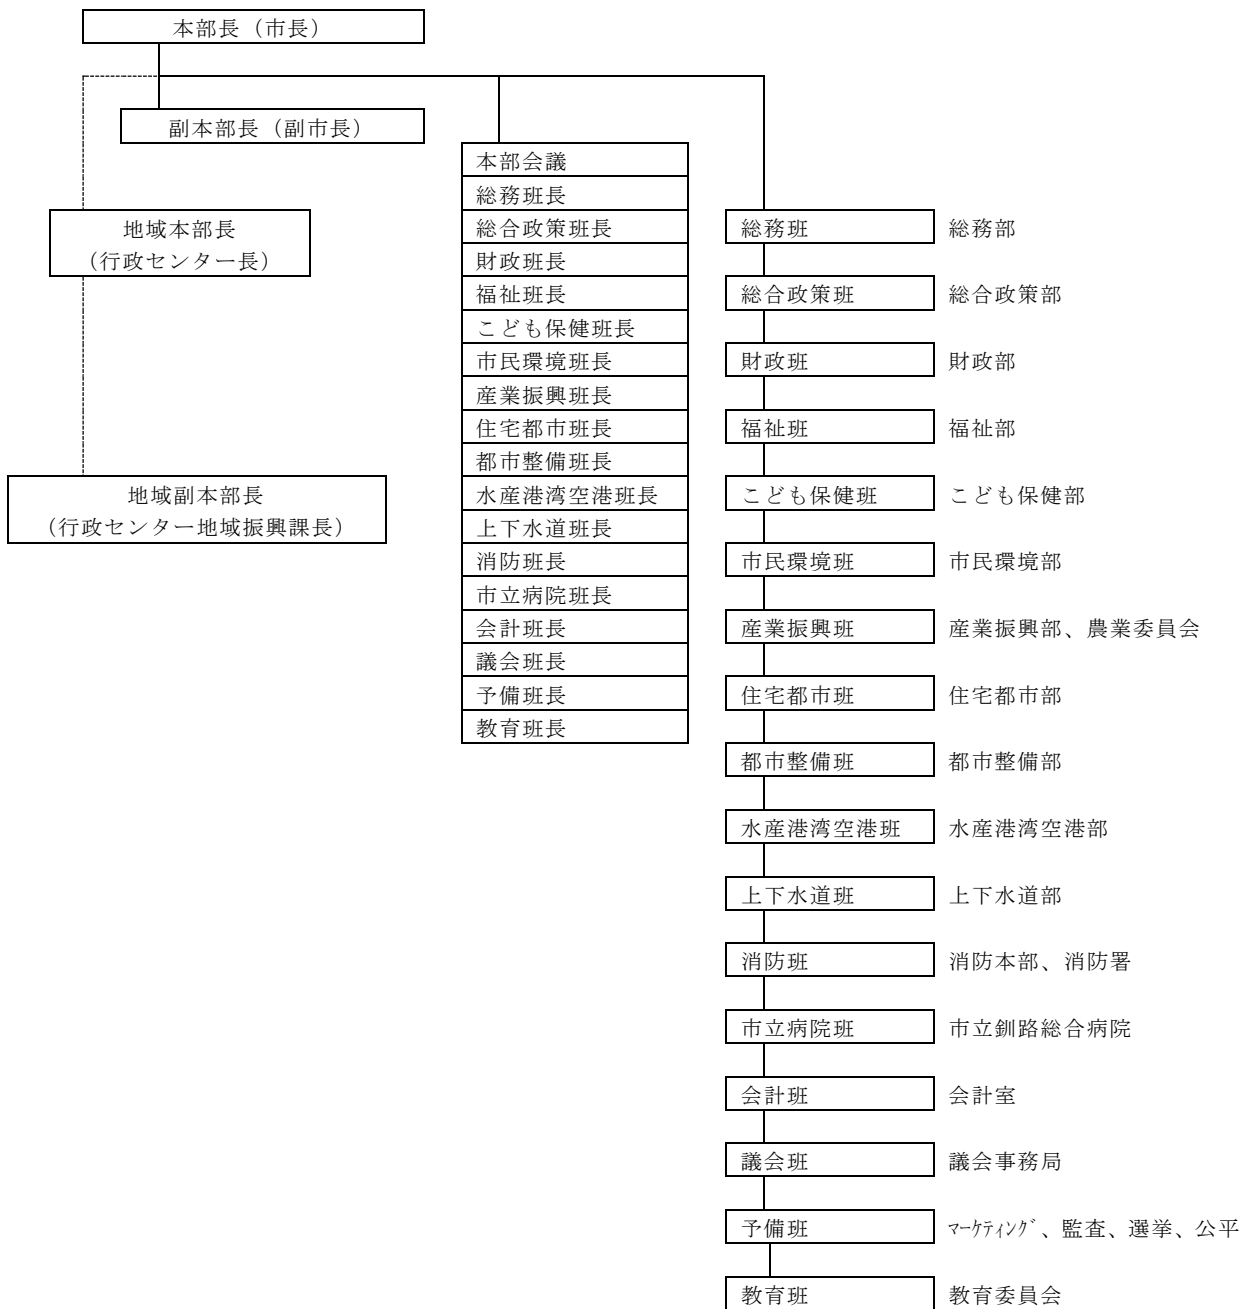 本部長（市長）
副本部長（副市長）
地域本部長
（行政センター長）
地域副本部長
（行政センター地域振興課長）
本部会議
総務班長
総合政策班長
財政班長
福祉班長
こども保健班長
市民環境班長
産業振興班長
住宅都市班長
都市整備班長
水産港湾空港班長
上下水道班長
消防班長
市立病院班長
会計班長
議会班長
予備班長
教育班長
総務班 総務部
総合政策班 総合政策部
財政班 財政部
福祉班 福祉部
こども保健班 こども保健部
市民環境班 市民環境部
産業振興班 産業振興部、農業委員会
住宅都市班 住宅都市部
都市整備班 都市整備部
水産港湾空港班 水産港湾空港部
上下水道班 上下水道部
消防班 消防本部、消防署
市立病院班 市立釧路総合病院
会計班 会計室
議会班 議会事務局
予備班 ﾏｰｹﾃｨﾝｸﾞ、監査、選挙、公平
教育班 教育委員会